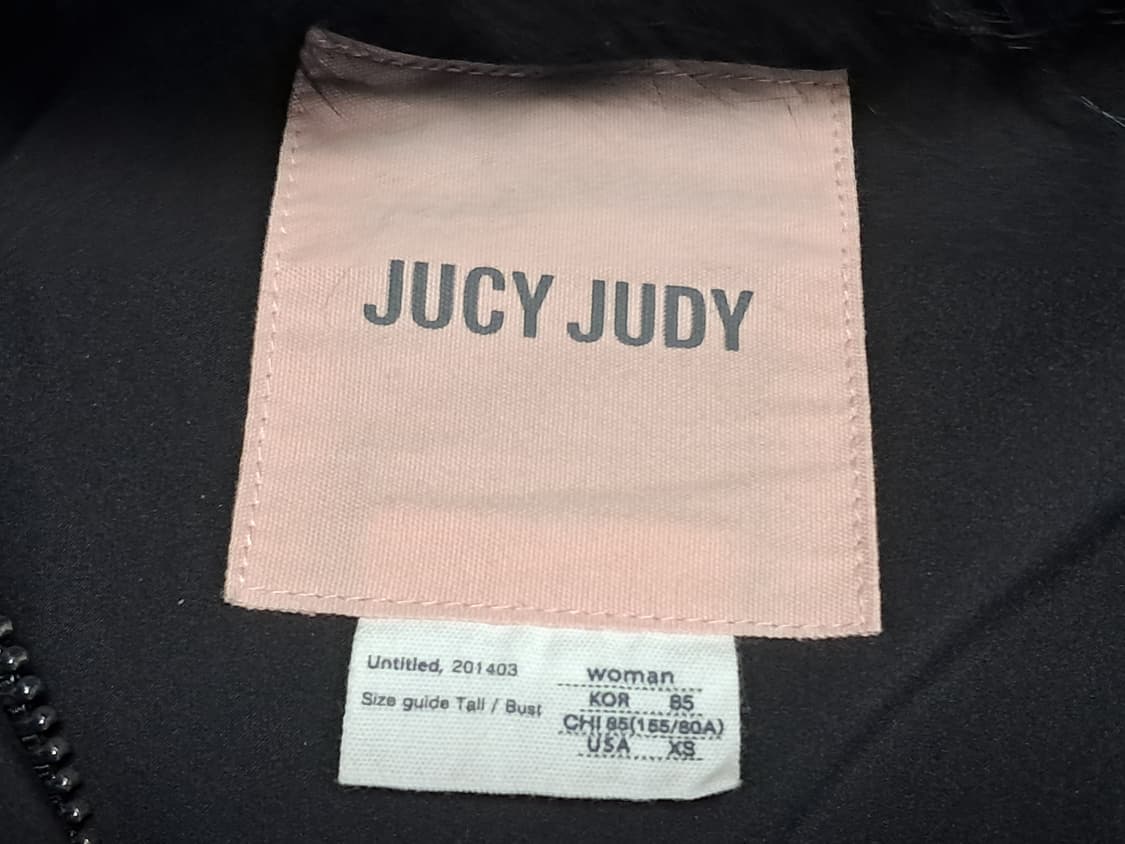 JUCY JUDY
Untitled, 201403
Size guide Tall / Bust
woman
KOR 85
CHI 85(155/80A)
USA XS